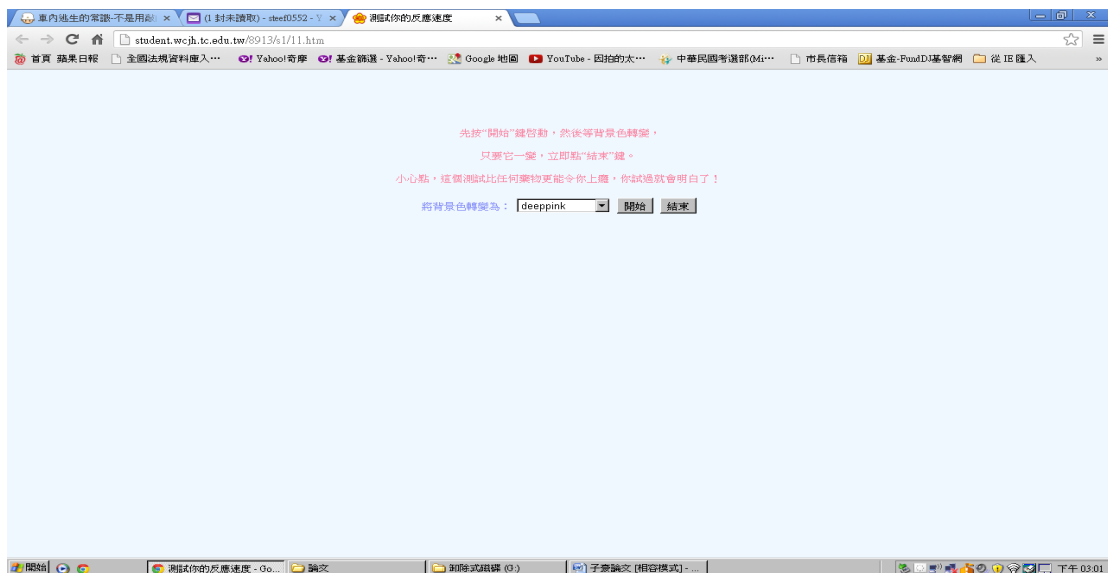 車內逃生的常識-不是用敲
(1 封未讀取) - steef0552 - Y
測試你的反應速度
student.wcjh.tc.edu.tw/8913/s1/11.htm
首頁 蘋果日報 全國法規資料庫入… Yahoo!奇摩 基金篩選 - Yahoo!奇… Google 地圖 YouTube - 因拍的太… 中華民國考選部(Mi… 市長信箱 基金-FundDJ基智網 從 IE 匯入 »
先按“開始”鍵啓動，然後等背景色轉變，
只要它一變，立即點“結束”鍵。
小心點，這個測試比任何藥物更能令你上癮，你試過就會明白了！
將背景色轉變為： deeppink 開始 結束
開始 測試你的反應速度 - Go... 論文 卸除式磁碟 (G:) 子豪論文 [相容模式] - ... 下午 03:01